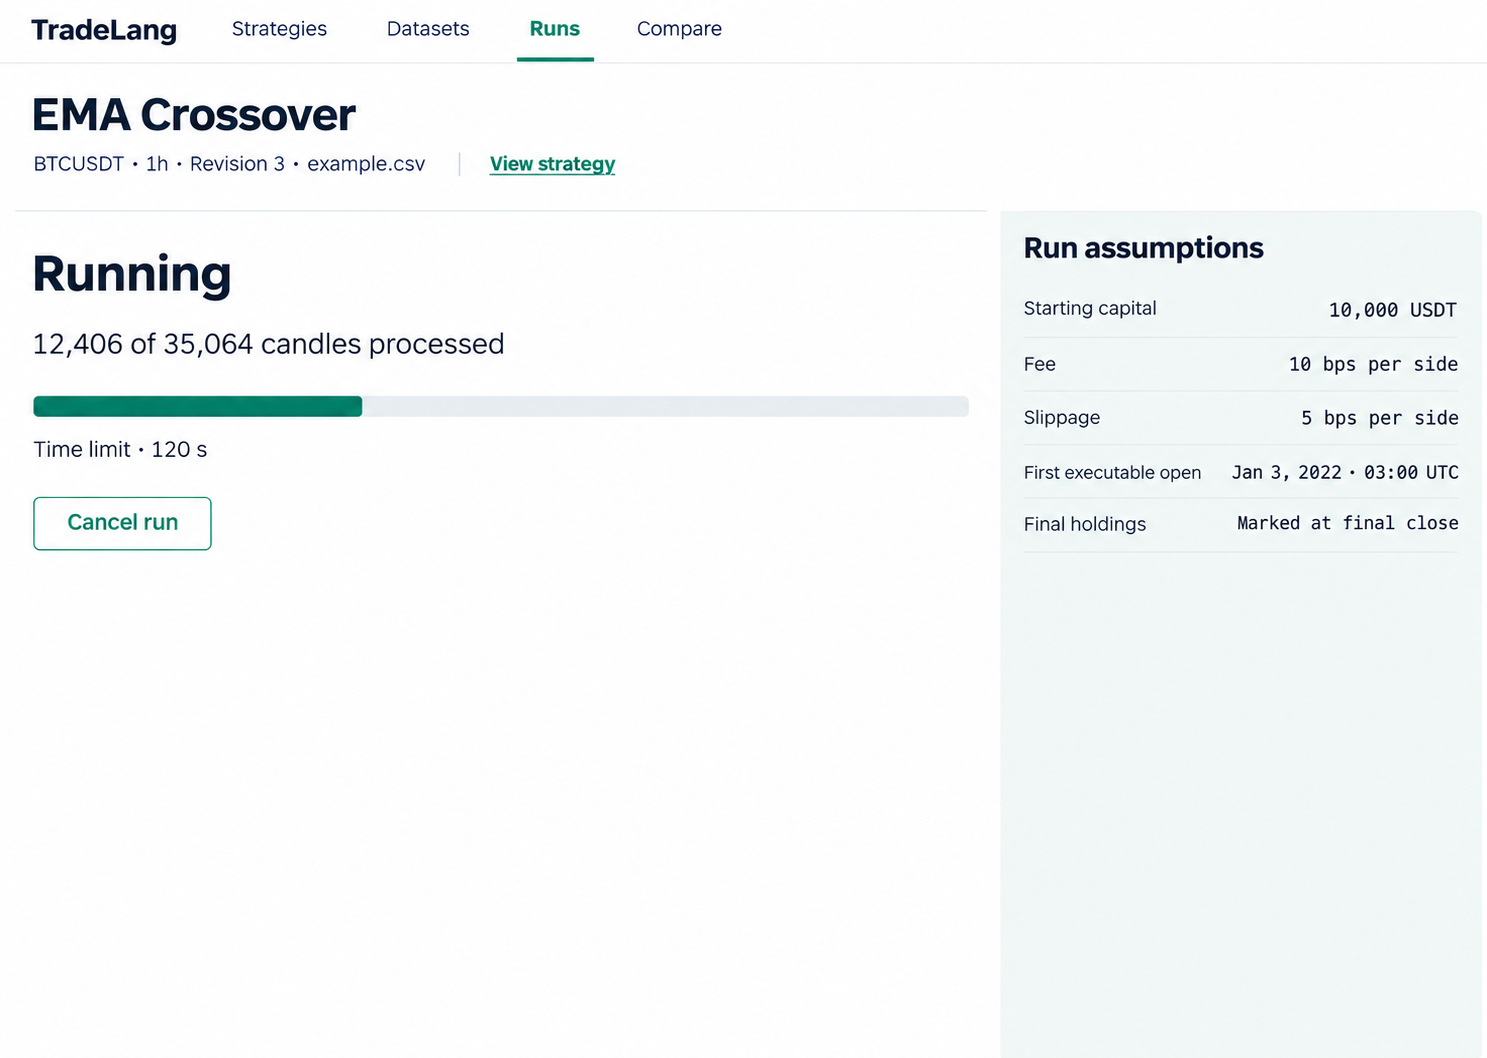 TradeLang Strategies Datasets Runs Compare
EMA Crossover
BTCUSDT • 1h • Revision 3 • example.csv View strategy
Running
12,406 of 35,064 candles processed
Time limit • 120 s
Cancel run
Run assumptions
Starting capital 10,000 USDT
Fee 10 bps per side
Slippage 5 bps per side
First executable open Jan 3, 2022 • 03:00 UTC
Final holdings Marked at final close